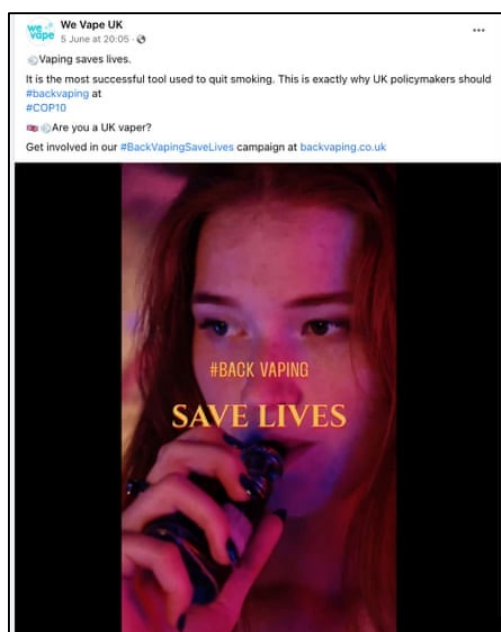 we
vape
We Vape UK
5 June at 20:05 ·
Vaping saves lives.
It is the most successful tool used to quit smoking. This is exactly why UK policymakers should
#backvaping at
#COP10
Are you a UK vaper?
Get involved in our #BackVapingSaveLives campaign at backvaping.co.uk
#BACK VAPING
SAVE LIVES